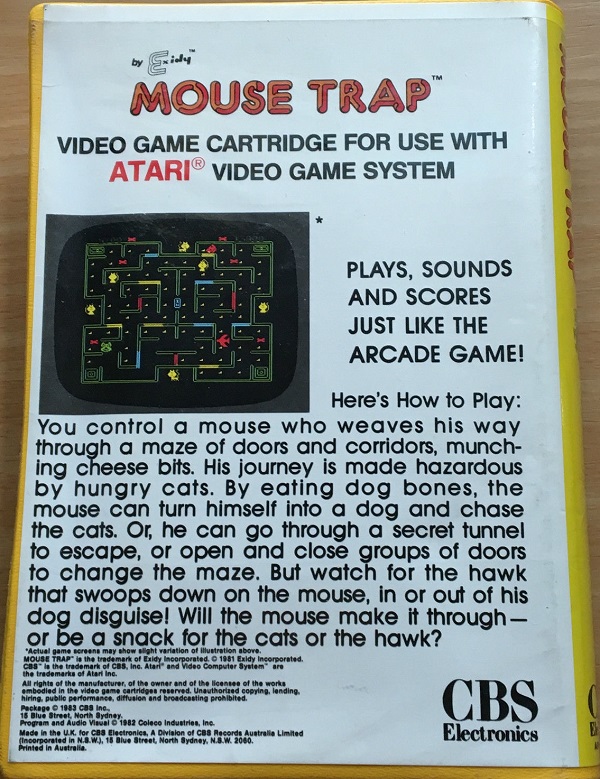 by Exidy™
MOUSE TRAP™
VIDEO GAME CARTRIDGE FOR USE WITH
ATARI® VIDEO GAME SYSTEM
*
PLAYS, SOUNDS
AND SCORES
JUST LIKE THE
ARCADE GAME!
Here's How to Play:
You control a mouse who weaves his way
through a maze of doors and corridors, munch-
ing cheese bits. His journey is made hazardous
by hungry cats. By eating dog bones, the
mouse can turn himself into a dog and chase
the cats. Or, he can go through a secret tunnel
to escape, or open and close groups of doors
to change the maze. But watch for the hawk
that swoops down on the mouse, in or out of his
dog disguise! Will the mouse make it through—
or be a snack for the cats or the hawk?
*Actual game screens may show slight variation of illustration above.
MOUSE TRAP™ is the trademark of Exidy Incorporated. © 1981 Exidy Incorporated.
CBS™ is the trademark of CBS, Inc. Atari® and Video Computer System™ are
the trademarks of Atari Inc.
All rights of the manufacturer, of the owner and of the licensee of the works
embodied in the video game cartridges reserved. Unauthorized copying, lending,
hiring, public performance, diffusion and broadcasting prohibited.
Package © 1983 CBS Inc.,
15 Blue Street, North Sydney.
Program and Audio Visual © 1982 Coleco Industries, Inc.
Made in the U.K. for CBS Electronics, A Division of CBS Records Australia Limited
(Incorporated in N.S.W.), 15 Blue Street, North Sydney, N.S.W. 2060.
Printed in Australia.
CBS
Electronics